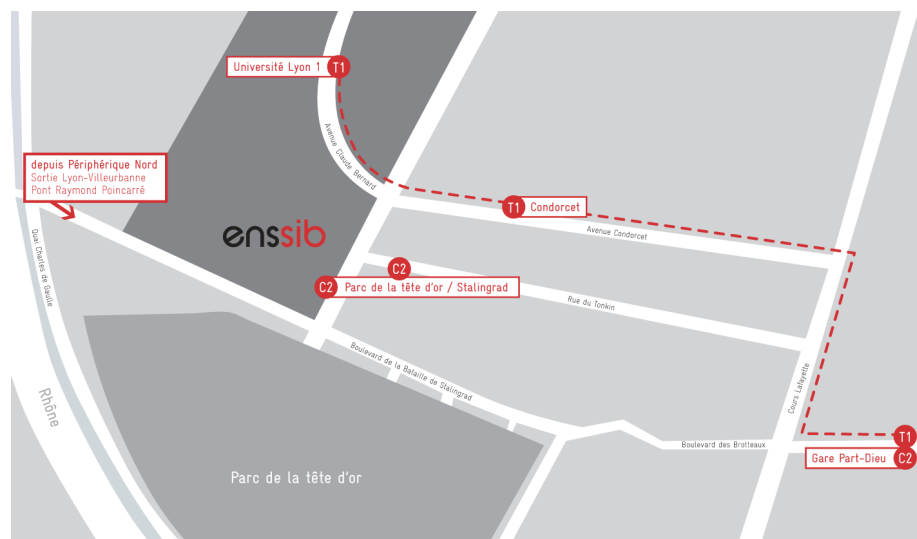 Université Lyon 1 T1
Avenue Claude Bernard
depuis Périphérique Nord
Sortie Lyon-Villeurbanne
Pont Raymond Poincarré
T1 Condorcet
Avenue Condorcet
enssib
Quai Charles de Gaulle
C2
C2 Parc de la tête d'or / Stalingrad
Rue du Tonkin
Boulevard de la Bataille de Stalingrad
Cours Lafayette
Rhône
T1
Boulevard des Brotteaux
Gare Part-Dieu C2
Parc de la tête d'or